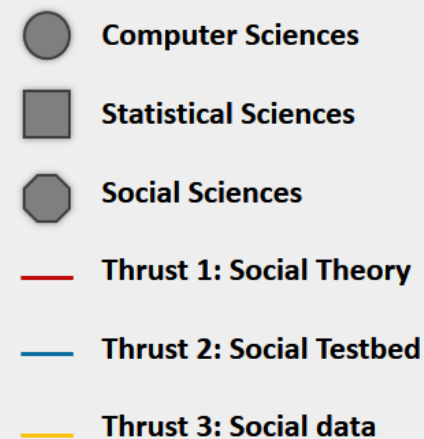 Computer Sciences
Statistical Sciences
Social Sciences
Thrust 1: Social Theory
Thrust 2: Social Testbed
Thrust 3: Social data